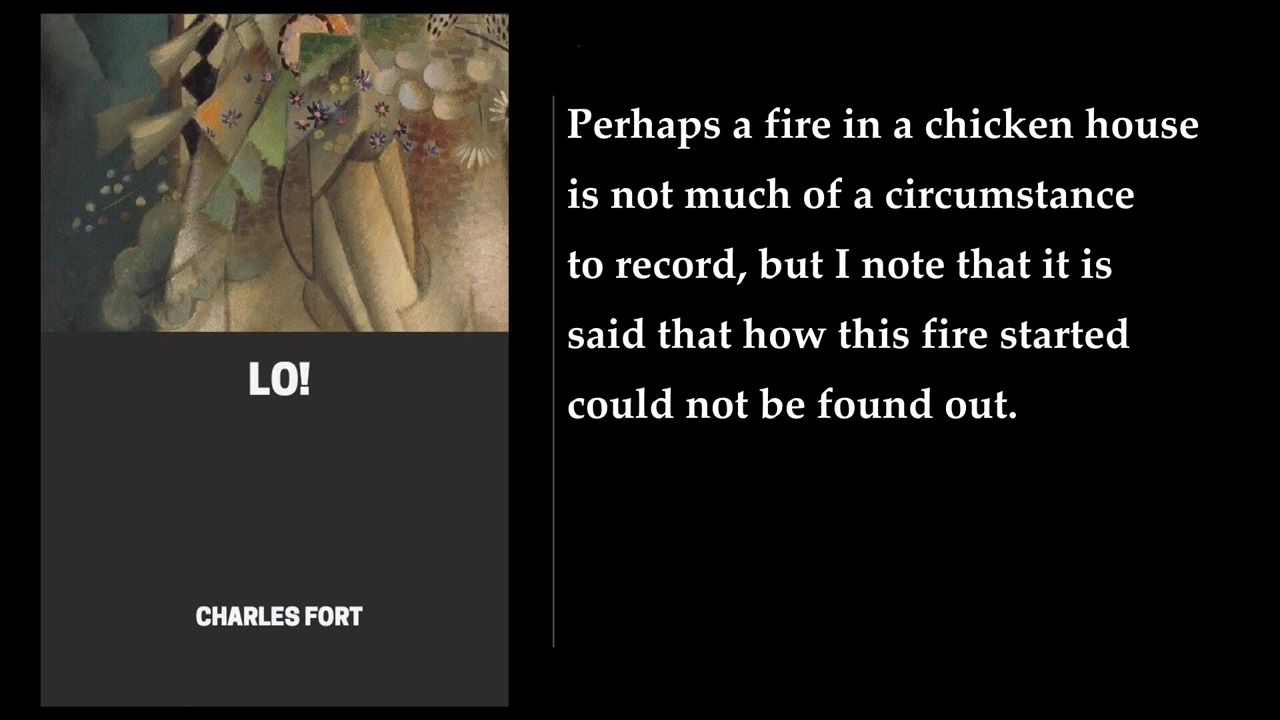 LO!
CHARLES FORT
Perhaps a fire in a chicken house
is not much of a circumstance
to record, but I note that it is
said that how this fire started
could not be found out.